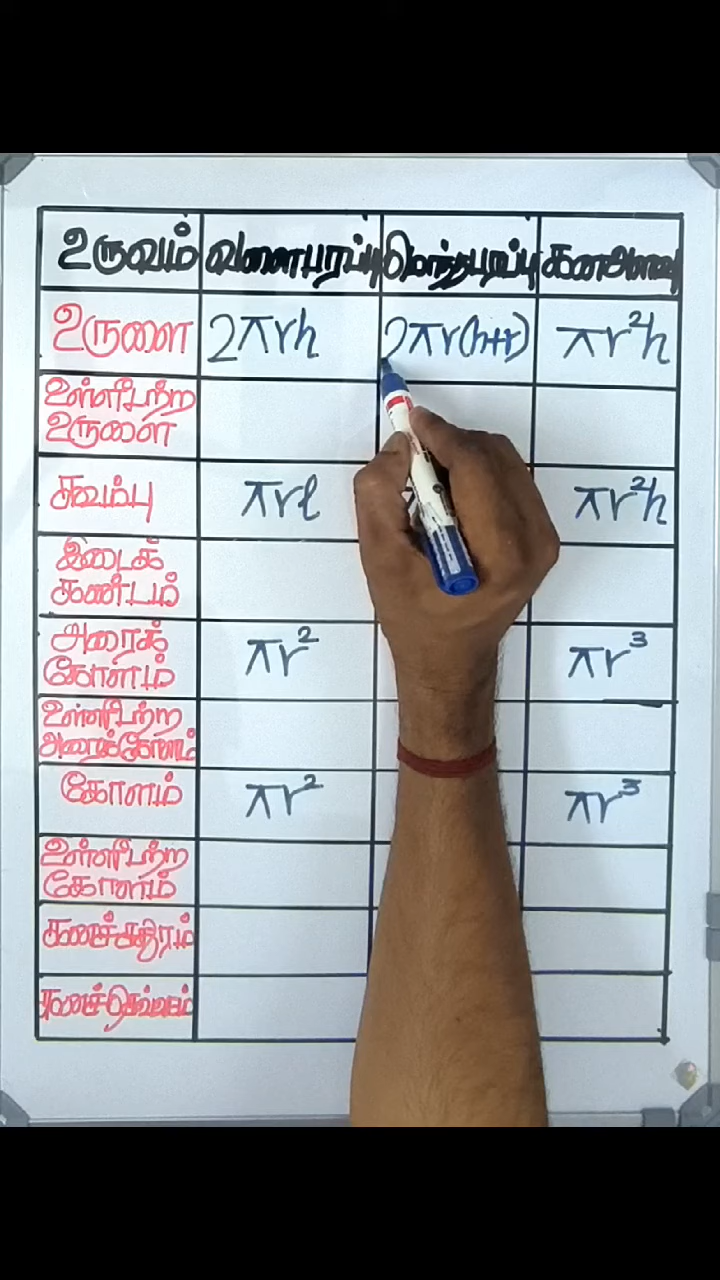 உருவம் வளைபரப்பு மொத்தபரப்பு கனஅளவு
உருளை 2πrh 2πr(h+r) πr²h
உள்ளீடற்ற
உருளை
கூம்பு πrl πr²h
இடைக்
கண்டம்
அரைக்
கோளம் πr² πr³
உள்ளீடற்ற
அரைக்கோளம்
கோளம் πr² πr³
உள்ளீடற்ற
கோளம்
கனச்சதுரம்
கனச்செவ்வகம்